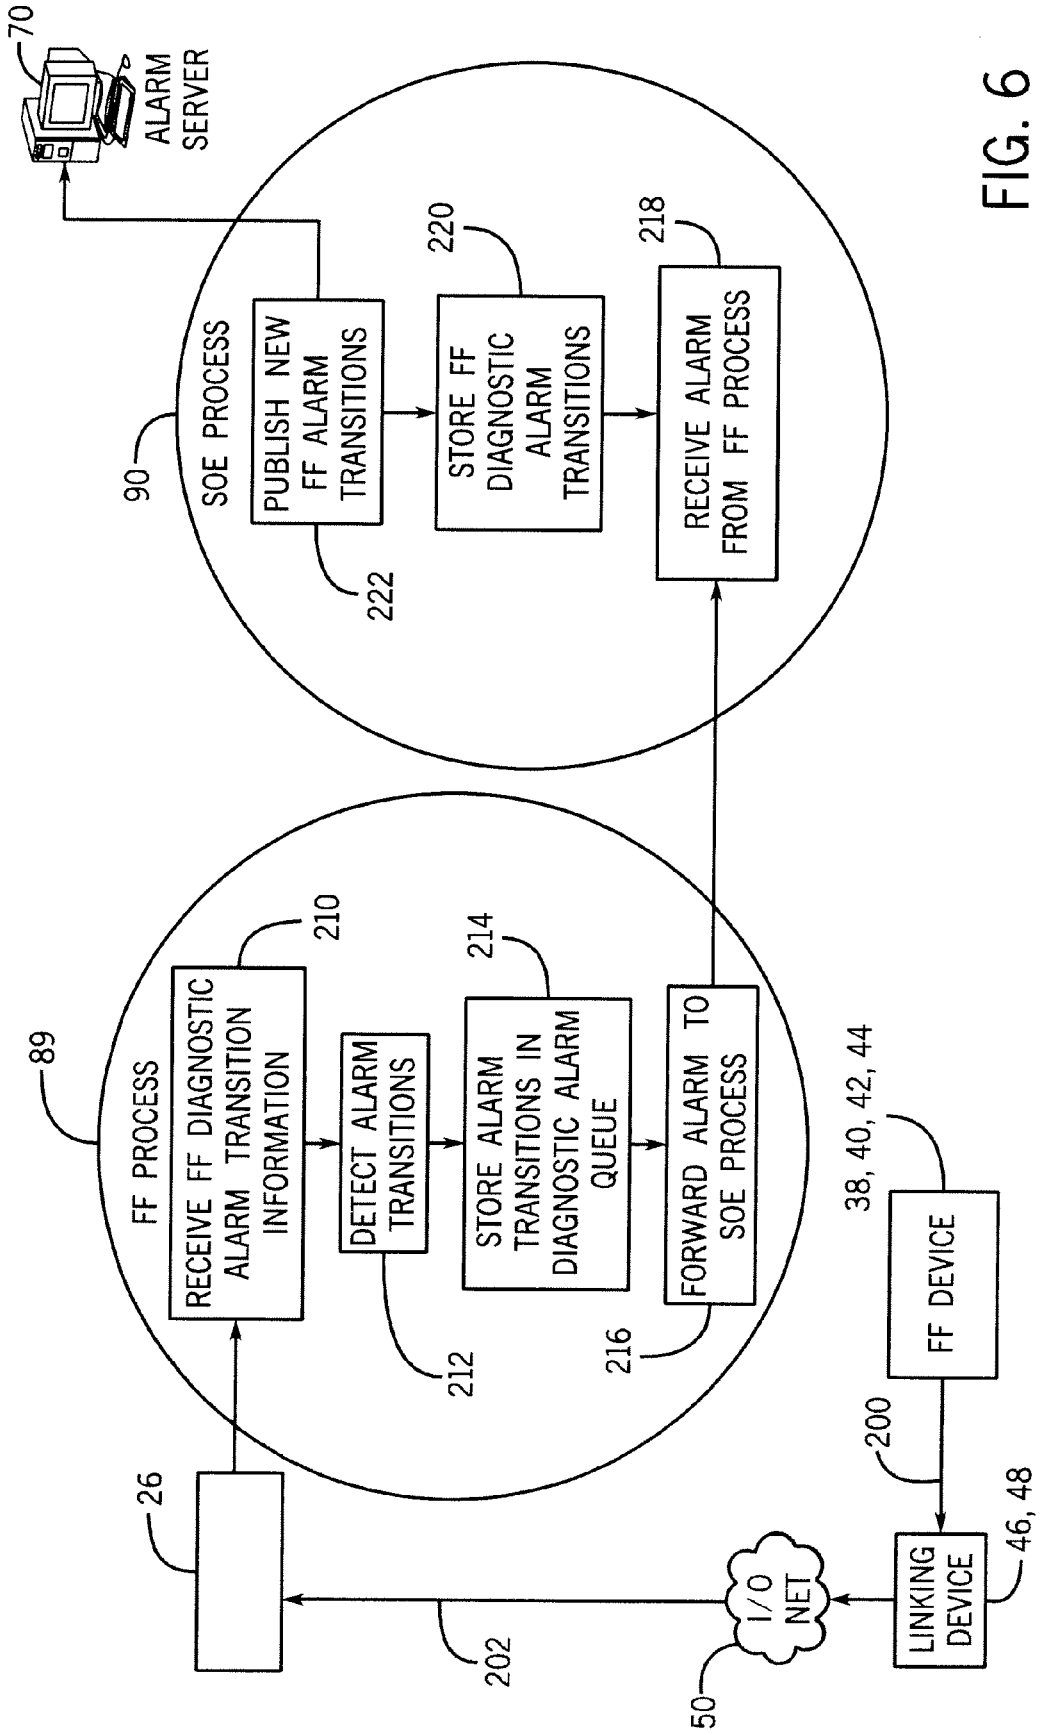 26
89
FF PROCESS
RECEIVE FF DIAGNOSTIC
ALARM TRANSITION
INFORMATION
210
DETECT ALARM
TRANSITIONS
212
STORE ALARM
TRANSITIONS IN
DIAGNOSTIC ALARM
QUEUE
214
FORWARD ALARM TO
SOE PROCESS
216
202
50
I/O
NET
LINKING
DEVICE
46, 48
200
FF DEVICE
38, 40, 42, 44
90
SOE PROCESS
PUBLISH NEW
FF ALARM
TRANSITIONS
222
STORE FF
DIAGNOSTIC
ALARM
TRANSITIONS
220
RECEIVE ALARM
FROM FF PROCESS
218
70
ALARM
SERVER
FIG. 6